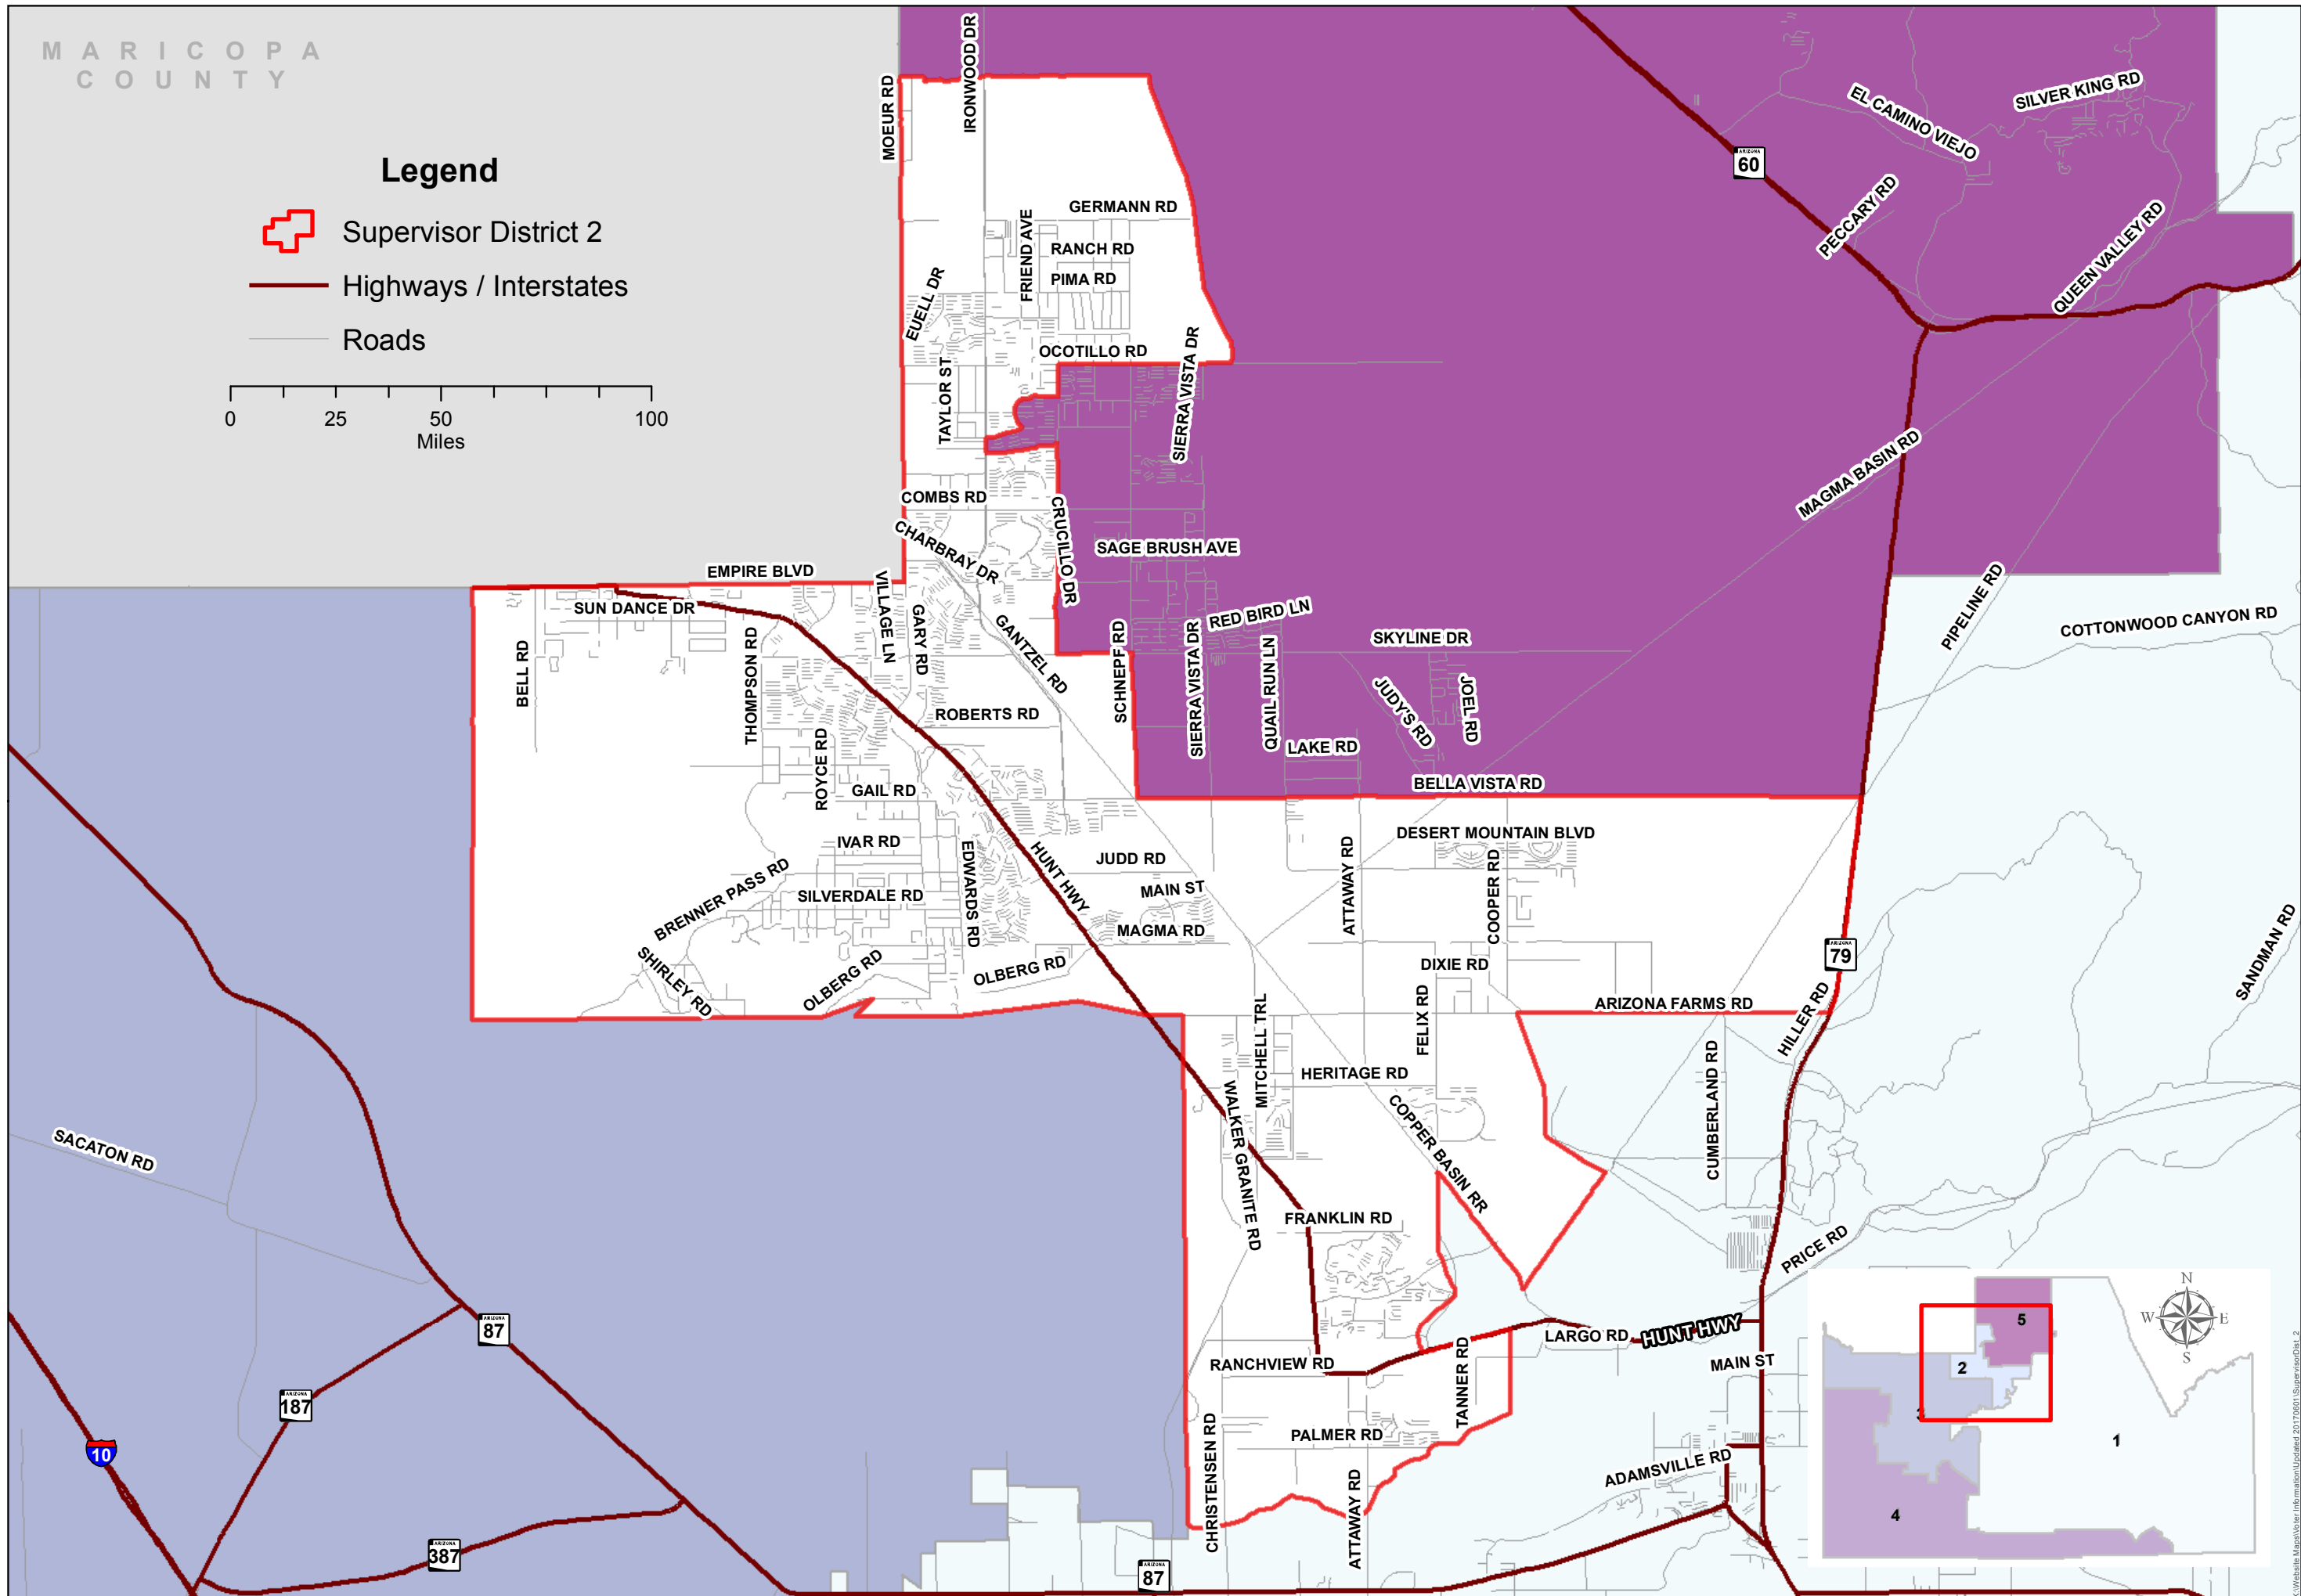 MARICOPA
COUNTY
Legend
Supervisor District 2
Highways / Interstates
Roads
0 25 50 100
Miles
MOEUR RD
IRONWOOD DR
GERMANN RD
FRIEND AVE
RANCH RD
PIMA RD
EUELL DR
OCOTILLO RD
SIERRA VISTA DR
TAYLOR ST
COMBS RD
CHARBRAY DR
CRUCILLO DR
SAGE BRUSH AVE
EMPIRE BLVD
SUN DANCE DR
VILLAGE LN
GARY RD
GANTZEL RD
BELL RD
THOMPSON RD
ROBERTS RD
SCHNEPF RD
SIERRA VISTA DR
RED BIRD LN
QUAIL RUN LN
SKYLINE DR
JUDY'S RD
JOEL RD
LAKE RD
BELLA VISTA RD
ROYCE RD
GAIL RD
IVAR RD
BRENNER PASS RD
SILVERDALE RD
EDWARDS RD
HUNT HWY
JUDD RD
MAIN ST
MAGMA RD
SHIRLEY RD
OLBERG RD
OLBERG RD
ATTAWAY RD
DESERT MOUNTAIN BLVD
COOPER RD
DIXIE RD
FELIX RD
ARIZONA FARMS RD
HILLER RD
ARIZONA
79
ARIZONA
60
EL CAMINO VIEJO
SILVER KING RD
PECCARY RD
QUEEN VALLEY RD
MAGMA BASIN RD
PIPELINE RD
COTTONWOOD CANYON RD
SANDMAN RD
MITCHELL TRL
HERITAGE RD
WALKER GRANITE RD
COPPER BASIN RR
CUMBERLAND RD
FRANKLIN RD
PRICE RD
SACATON RD
ARIZONA
87
ARIZONA
187
10
ARIZONA
387
ARIZONA
87
RANCHVIEW RD
LARGO RD
HUNT HWY
MAIN ST
TANNER RD
CHRISTENSEN RD
PALMER RD
ATTAWAY RD
ADAMSVILLE RD
N
W E
S
5
2
3
1
4